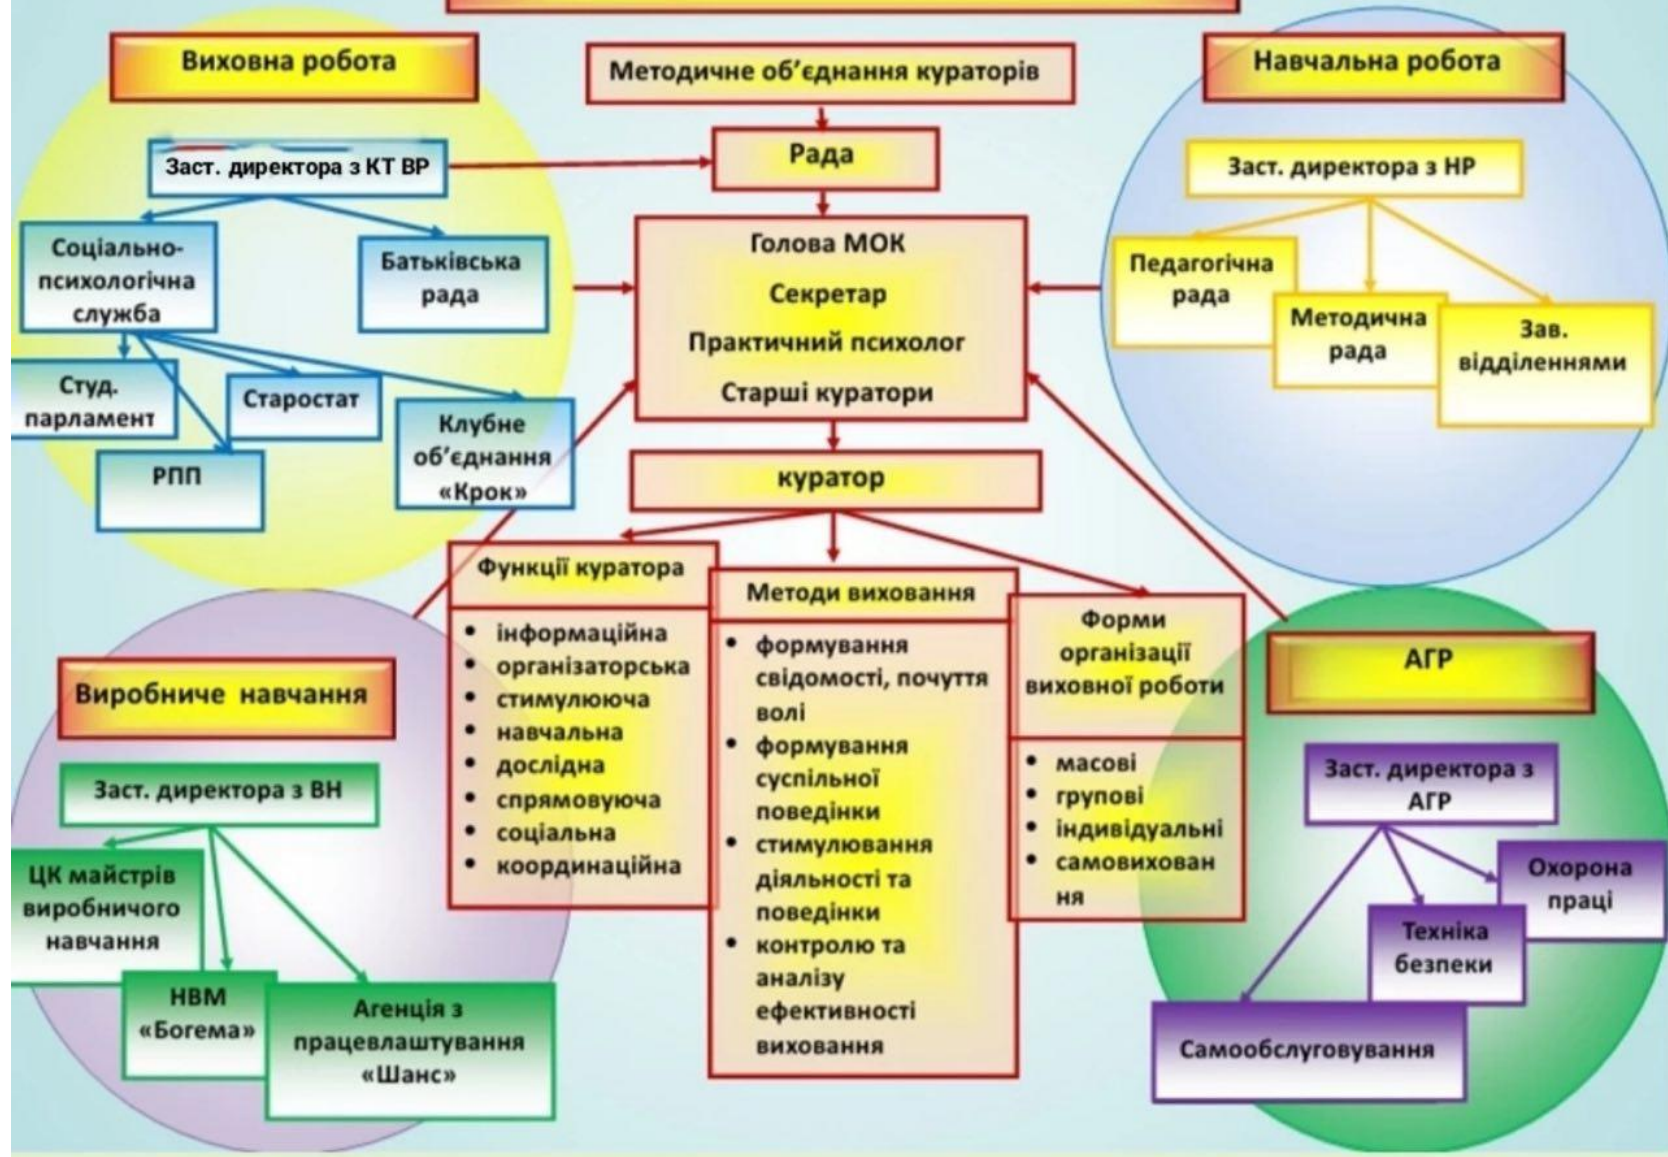 Виховна робота
Методичне об’єднання кураторів
Навчальна робота
Рада
Заст. директора з КТ ВР
Заст. директора з НР
Соціально-
психологічна
служба
Батьківська
рада
Студ.
парламент
Старостат
РПП
Клубне
об’єднання
«Крок»
Голова МОК
Секретар
Практичний психолог
Старші куратори
Педагогічна
рада
Методична
рада
Зав.
відділеннями
куратор
Функції куратора
• інформаційна
• організаторська
• стимулююча
• навчальна
• дослідна
• спрямовуюча
• соціальна
• координаційна
Методи виховання
• формування
свідомості, почуття
волі
• формування
суспільної
поведінки
• стимулювання
діяльності та
поведінки
• контролю та
аналізу
ефективності
виховання
Форми
організації
виховної роботи
• масові
• групові
• індивідуальні
• самовихован
ня
Виробниче навчання
Заст. директора з ВН
ЦК майстрів
виробничого
навчання
НВМ
«Богема»
Агенція з
працевлаштування
«Шанс»
АГР
Заст. директора з
АГР
Охорона
праці
Техніка
безпеки
Самообслуговування